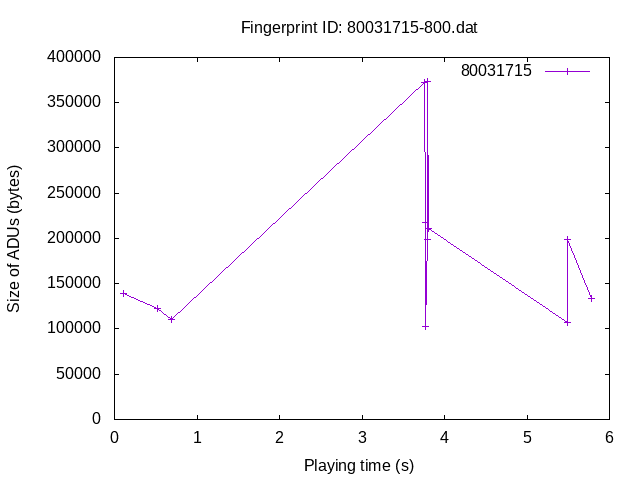 Fingerprint ID: 80031715-800.dat
80031715
400000
350000
300000
250000
200000
150000
100000
50000
0
Size of ADUs (bytes)
0 1 2 3 4 5 6
Playing time (s)